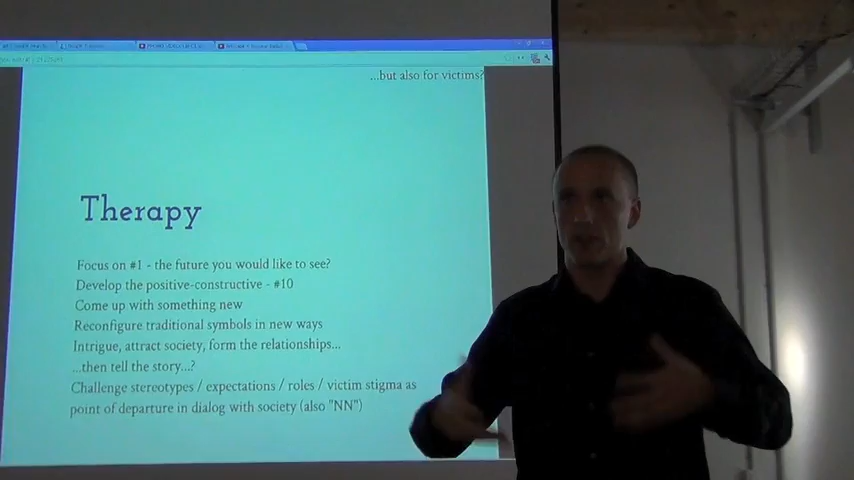 ...but also for victims?
Therapy
Focus on #1 - the future you would like to see?
Develop the positive-constructive - #10
Come up with something new
Reconfigure traditional symbols in new ways
Intrigue, attract society, form the relationships...
...then tell the story...?
Challenge stereotypes / expectations / roles / victim stigma as
point of departure in dialog with society (also "NN")